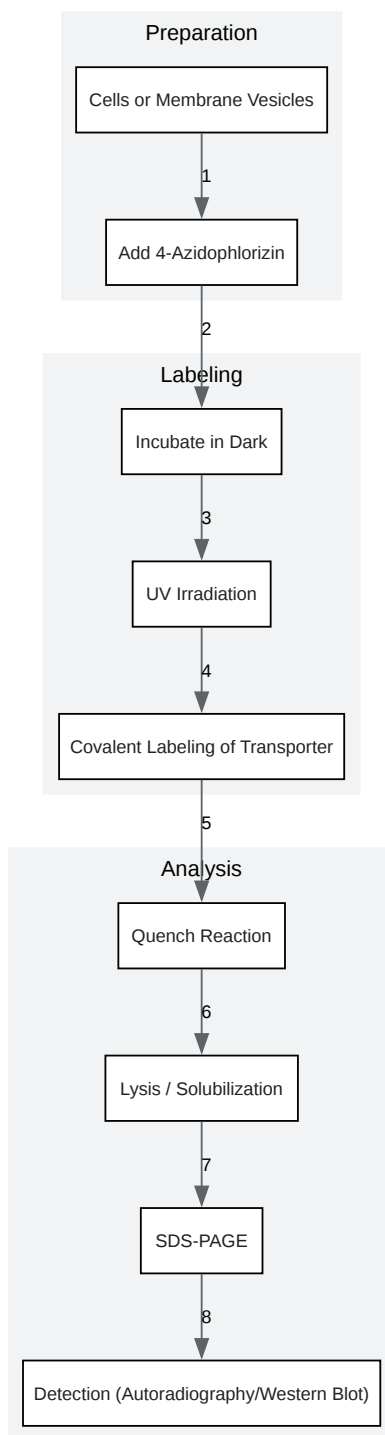 Preparation
Cells or Membrane Vesicles
1
Add 4-Azidophlorizin
2
Labeling
Incubate in Dark
3
UV Irradiation
4
Covalent Labeling of Transporter
5
Analysis
Quench Reaction
6
Lysis / Solubilization
7
SDS-PAGE
8
Detection (Autoradiography/Western Blot)